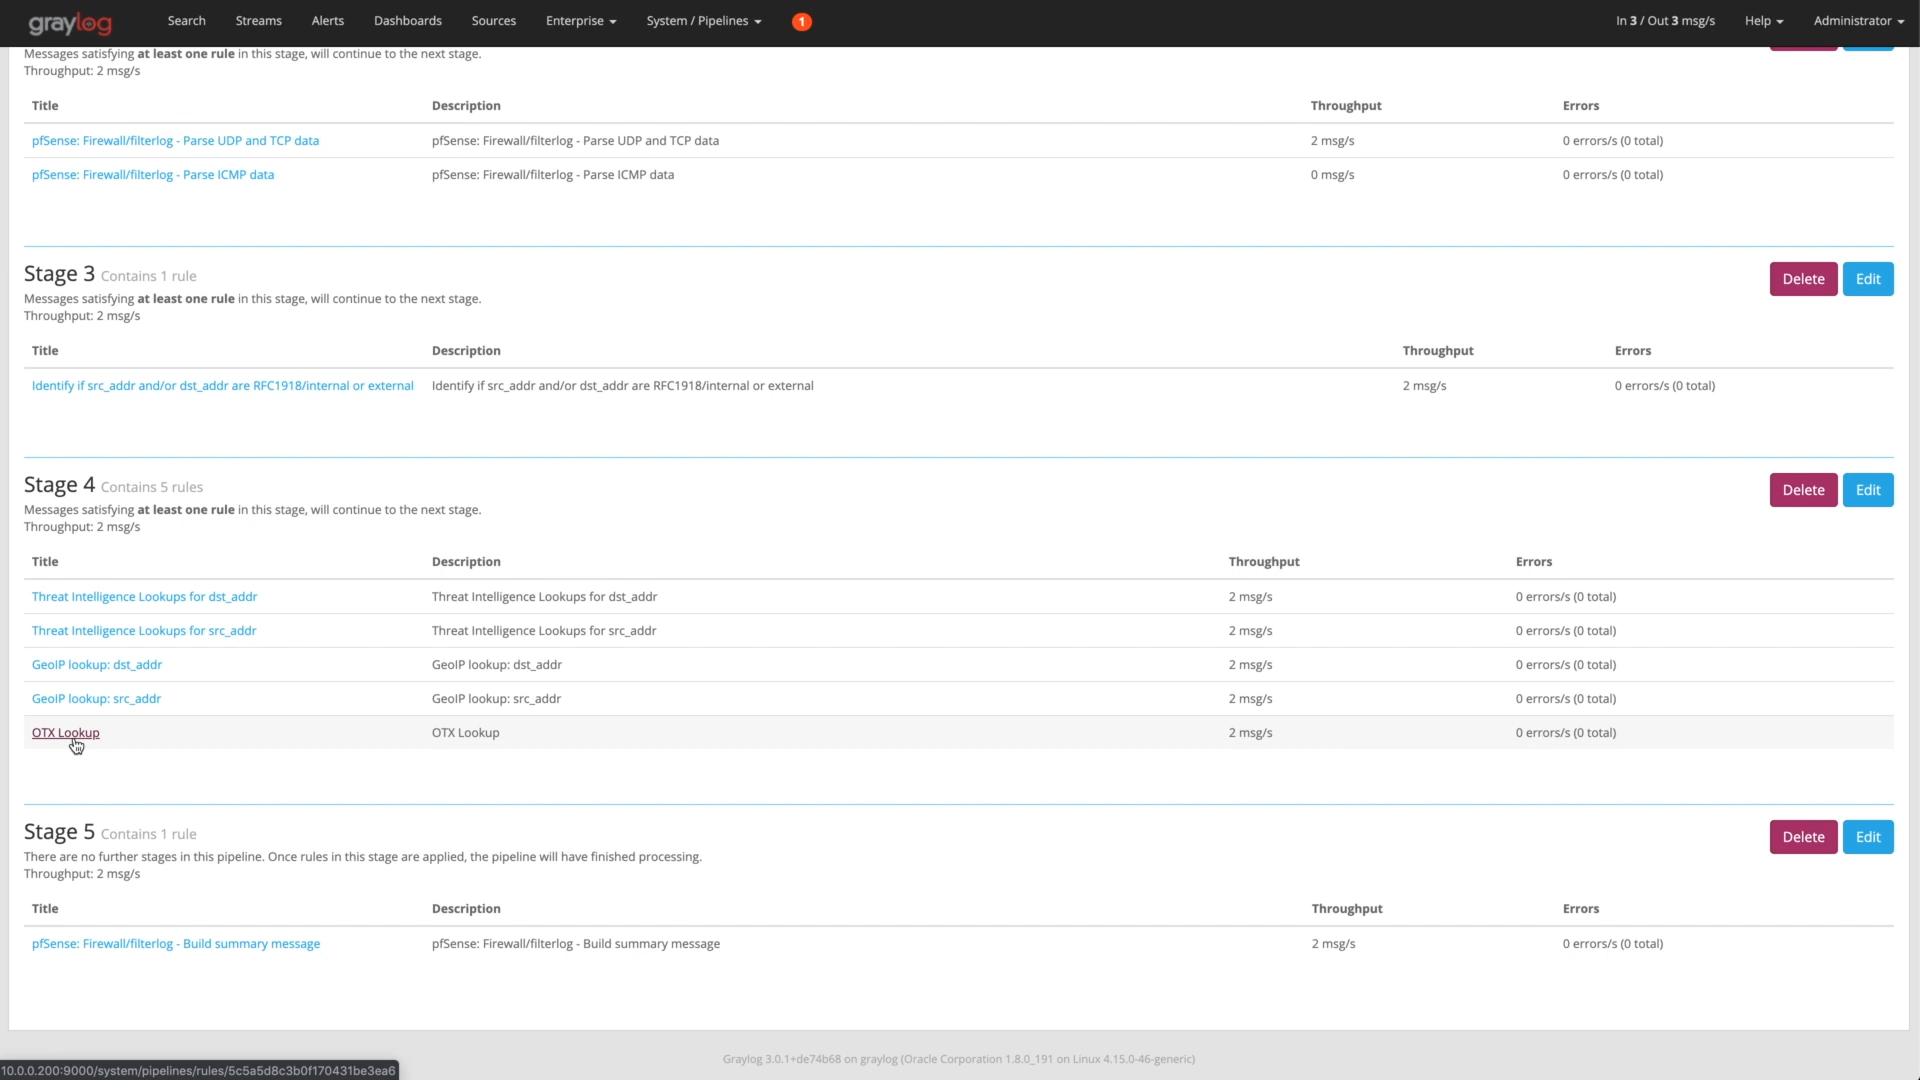 graylog Search Streams Alerts Dashboards Sources Enterprise System / Pipelines 1 In 3 / Out 3 msg/s Help Administrator
Messages satisfying at least one rule in this stage, will continue to the next stage.
Throughput: 2 msg/s
Title Description Throughput Errors
pfSense: Firewall/filterlog - Parse UDP and TCP data pfSense: Firewall/filterlog - Parse UDP and TCP data 2 msg/s 0 errors/s (0 total)
pfSense: Firewall/filterlog - Parse ICMP data pfSense: Firewall/filterlog - Parse ICMP data 0 msg/s 0 errors/s (0 total)
Stage 3 Contains 1 rule Delete Edit
Messages satisfying at least one rule in this stage, will continue to the next stage.
Throughput: 2 msg/s
Title Description Throughput Errors
Identify if src_addr and/or dst_addr are RFC1918/internal or external Identify if src_addr and/or dst_addr are RFC1918/internal or external 2 msg/s 0 errors/s (0 total)
Stage 4 Contains 5 rules Delete Edit
Messages satisfying at least one rule in this stage, will continue to the next stage.
Throughput: 2 msg/s
Title Description Throughput Errors
Threat Intelligence Lookups for dst_addr Threat Intelligence Lookups for dst_addr 2 msg/s 0 errors/s (0 total)
Threat Intelligence Lookups for src_addr Threat Intelligence Lookups for src_addr 2 msg/s 0 errors/s (0 total)
GeoIP lookup: dst_addr GeoIP lookup: dst_addr 2 msg/s 0 errors/s (0 total)
GeoIP lookup: src_addr GeoIP lookup: src_addr 2 msg/s 0 errors/s (0 total)
OTX Lookup OTX Lookup 2 msg/s 0 errors/s (0 total)
Stage 5 Contains 1 rule Delete Edit
There are no further stages in this pipeline. Once rules in this stage are applied, the pipeline will have finished processing.
Throughput: 2 msg/s
Title Description Throughput Errors
pfSense: Firewall/filterlog - Build summary message pfSense: Firewall/filterlog - Build summary message 2 msg/s 0 errors/s (0 total)
Graylog 3.0.1+de74b68 on graylog (Oracle Corporation 1.8.0_191 on Linux 4.15.0-46-generic)
10.0.0.200:9000/system/pipelines/rules/5c5a5d8c3b0f170431be3ea6